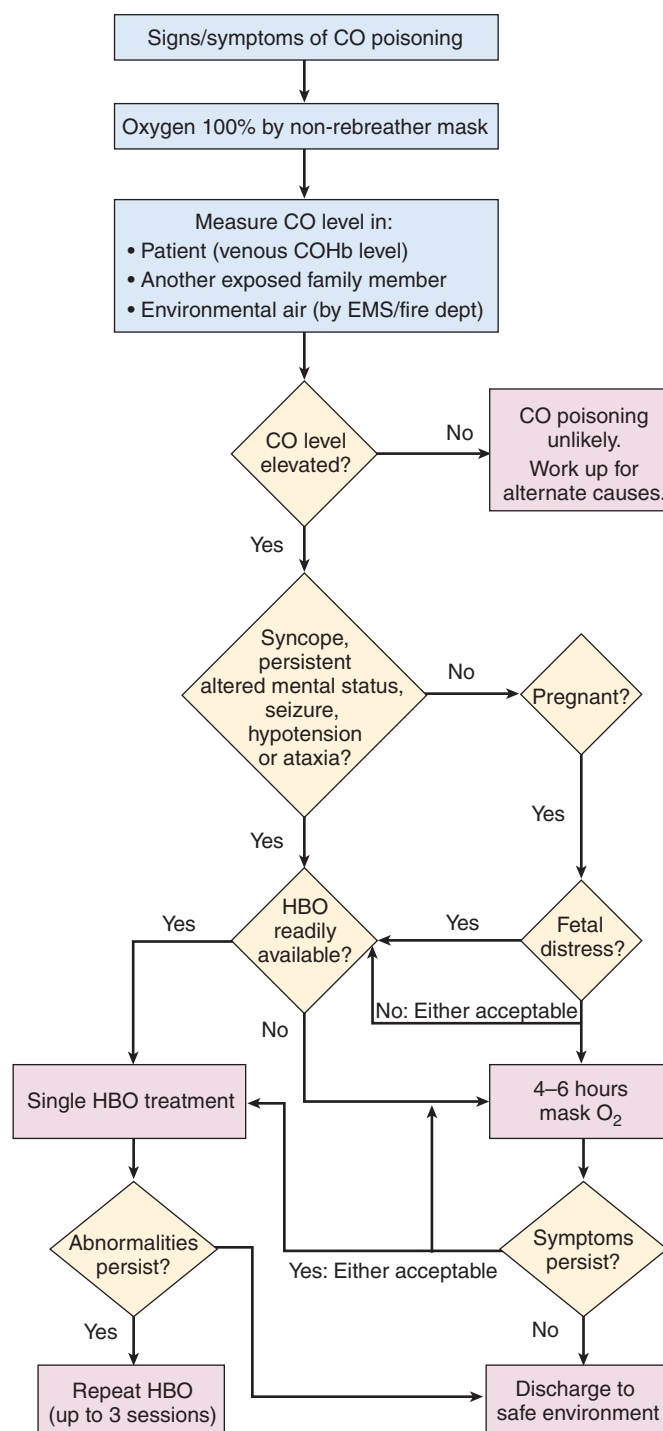 Signs/symptoms of CO poisoning
Oxygen 100% by non-rebreather mask
Measure CO level in:
• Patient (venous COHb level)
• Another exposed family member
• Environmental air (by EMS/fire dept)
CO level
elevated?
No
CO poisoning
unlikely.
Work up for
alternate causes.
Yes
Syncope,
persistent
altered mental status,
seizure,
hypotension
or ataxia?
No
Pregnant?
Yes
Yes
HBO
readily
available?
Yes
Yes
Fetal
distress?
No: Either acceptable
No
Single HBO treatment
4–6 hours
mask O₂
Abnormalities
persist?
Yes: Either acceptable
Symptoms
persist?
Yes
No
Repeat HBO
(up to 3 sessions)
Discharge to
safe environment